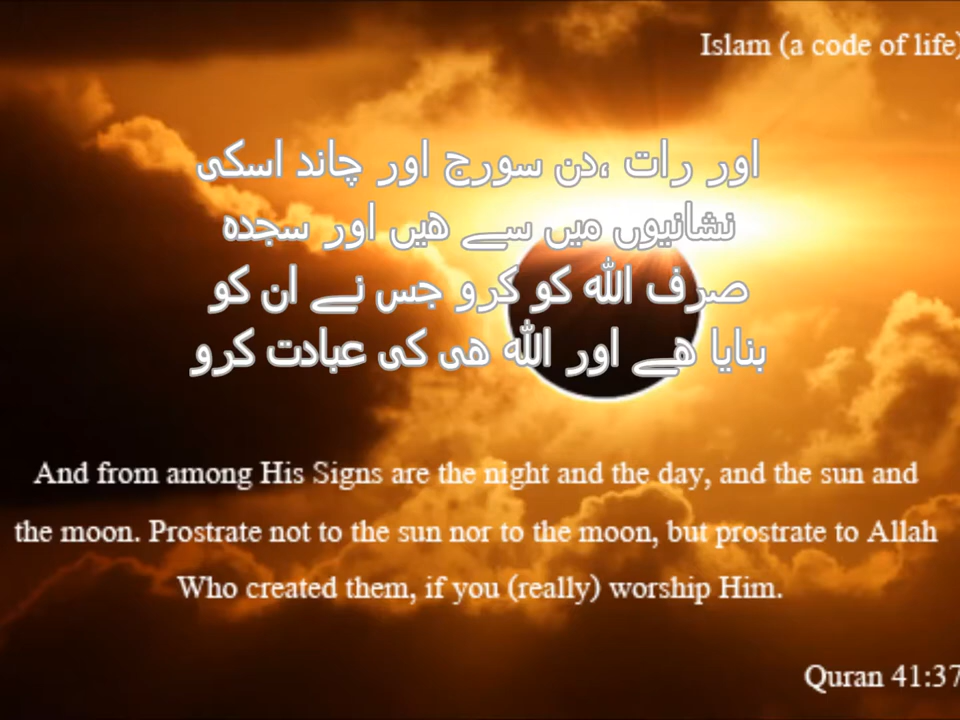 Islam (a code of life)
اور رات ،دن سورج اور چاند اسکی
نشانیوں میں سے ھیں اور سجدہ
صرف اللہ کو کرو جس نے ان کو
بنایا ھے اور اللہ ھی کی عبادت کرو
And from among His Signs are the night and the day, and the sun and
the moon. Prostrate not to the sun nor to the moon, but prostrate to Allah
Who created them, if you (really) worship Him.
Quran 41:37